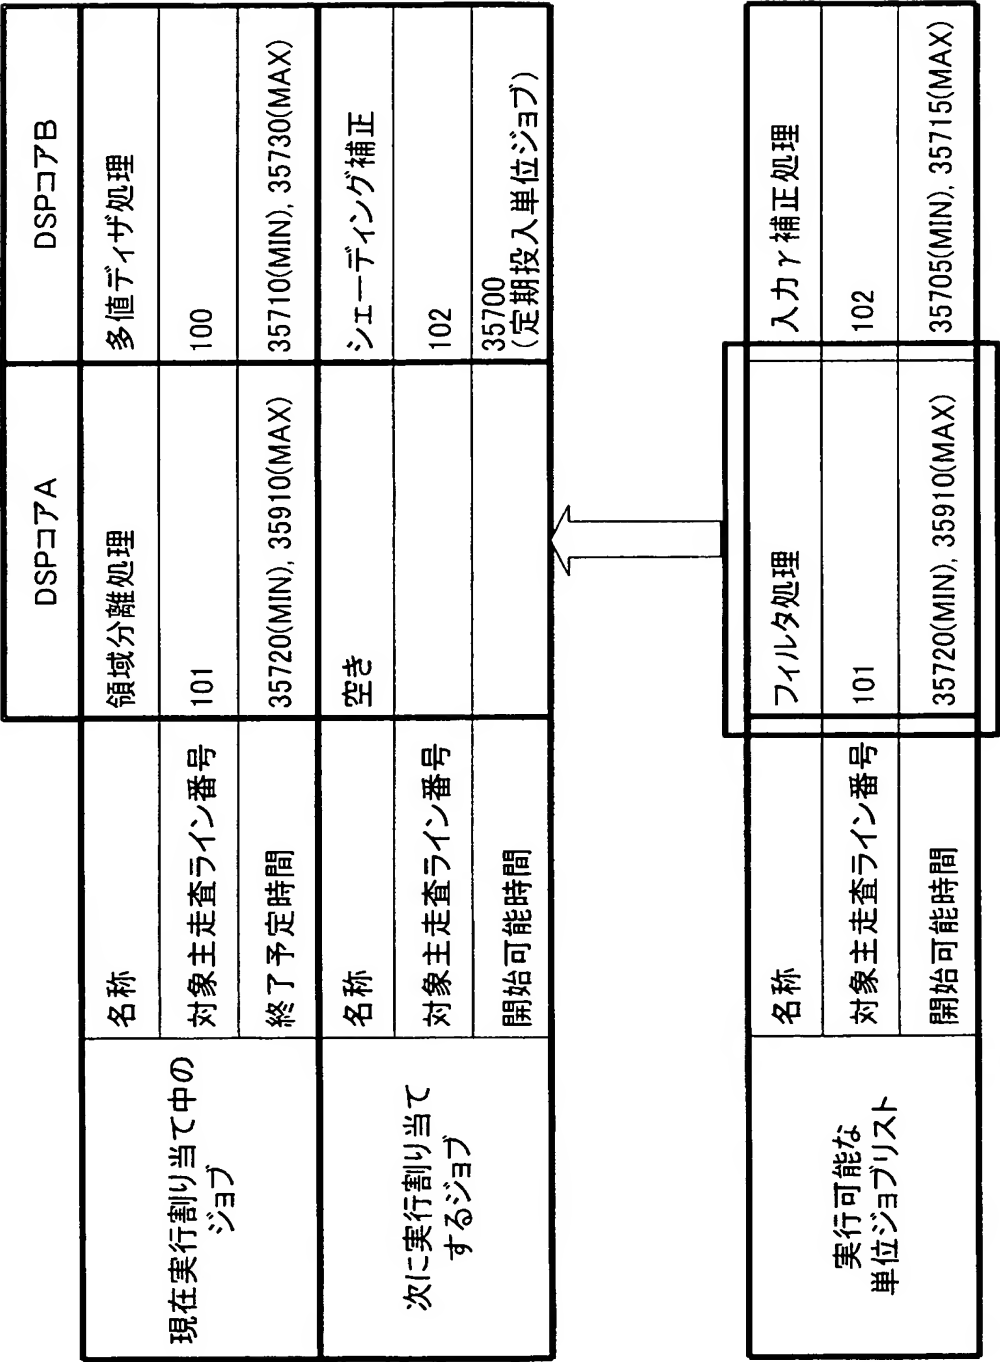 DSPコアA
DSPコアB
現在実行割り当て中の
ジョブ
名称
領域分離処理
多値ディザ処理
対象主走査ライン番号
101
100
終了予定時間
35720(MIN), 35910(MAX)
35710(MIN), 35730(MAX)
次に実行割り当て
するジョブ
名称
空き
シェーディング補正
対象主走査ライン番号
102
開始可能時間
35700
(定期投入単位ジョブ)
実行可能な
単位ジョブリスト
名称
フィルタ処理
入力γ補正処理
対象主走査ライン番号
101
102
開始可能時間
35720(MIN), 35910(MAX)
35705(MIN), 35715(MAX)